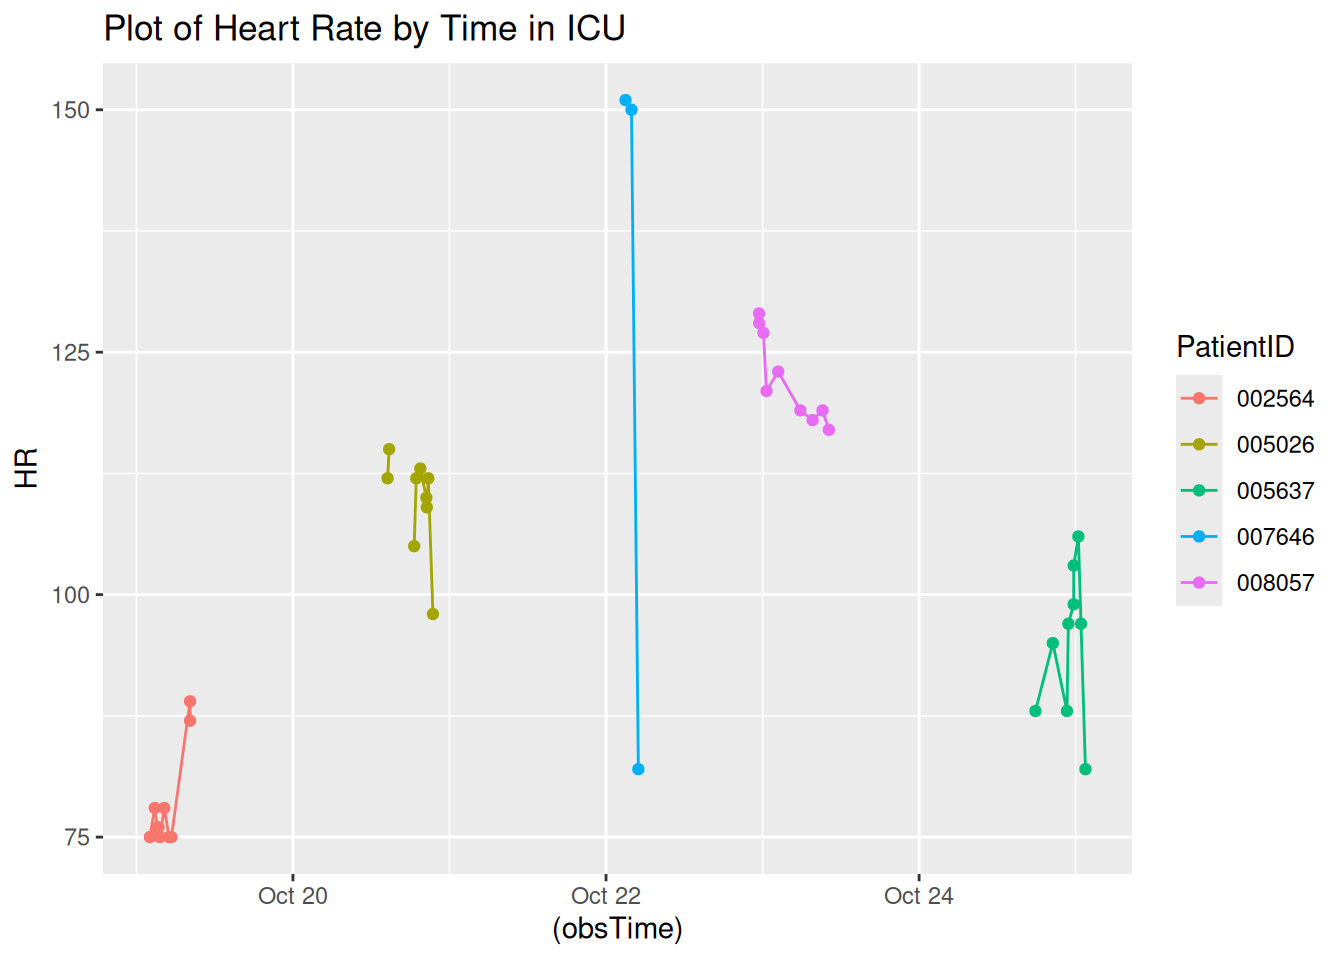 Plot of Heart Rate by Time in ICU
150
125
100
75
HR
Oct 20
Oct 22
Oct 24
(obsTime)
PatientID
002564
005026
005637
007646
008057